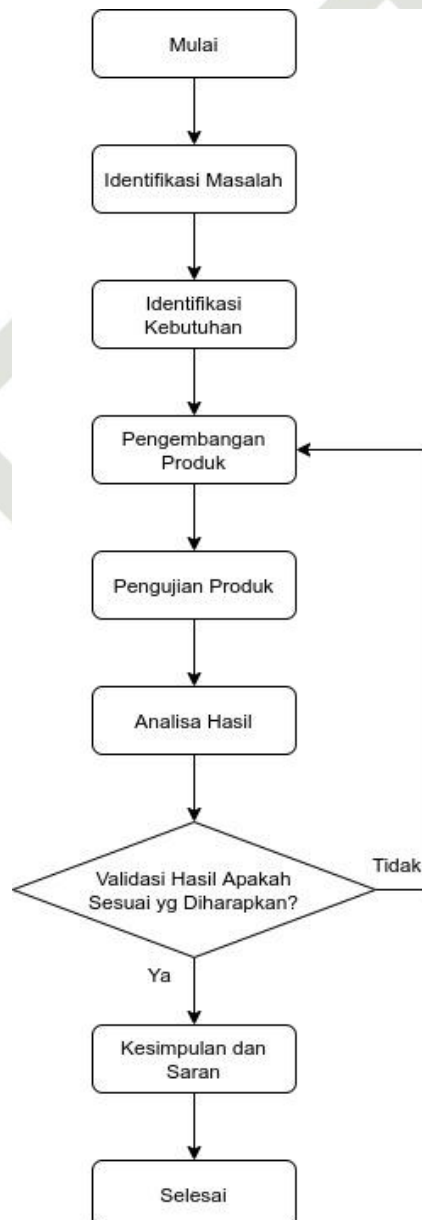 Mulai
Identifikasi Masalah
Identifikasi
Kebutuhan
Pengembangan
Produk
Pengujian Produk
Analisa Hasil
Validasi Hasil Apakah
Sesuai yg Diharapkan?
Tidak
Ya
Kesimpulan dan
Saran
Selesai